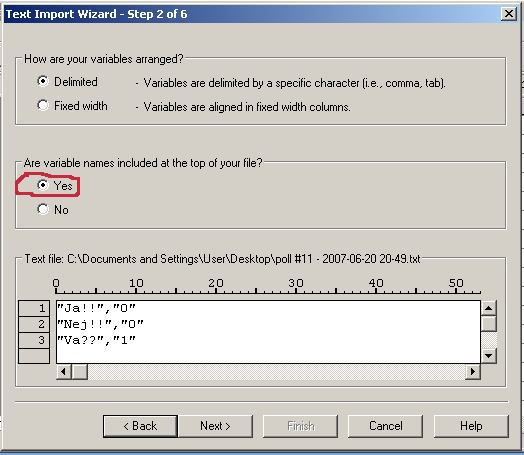 Text Import Wizard - Step 2 of 6
How are your variables arranged?
Delimited - Variables are delimited by a specific character (i.e., comma, tab).
Fixed width - Variables are aligned in fixed width columns.
Are variable names included at the top of your file?
Yes
No
Text file: C:\Documents and Settings\User\Desktop\poll #11 - 2007-06-20 20-49.txt
0 10 20 30 40 50
1 "Ja!!","0"
2 "Nej!!","0"
3 "Va??","1"
< Back Next > Finish Cancel Help